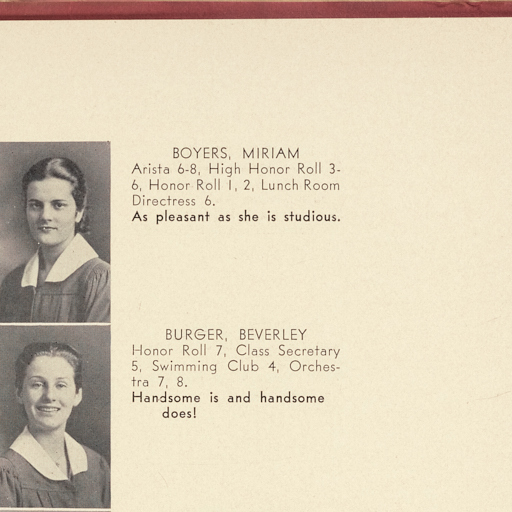 BOYERS, MIRIAM
Arista 6-8, High Honor Roll 3-
6, Honor Roll 1, 2, Lunch Room
Directress 6.
As pleasant as she is studious.
BURGER, BEVERLEY
Honor Roll 7, Class Secretary
5, Swimming Club 4, Orches-
tra 7, 8.
Handsome is and handsome
does!